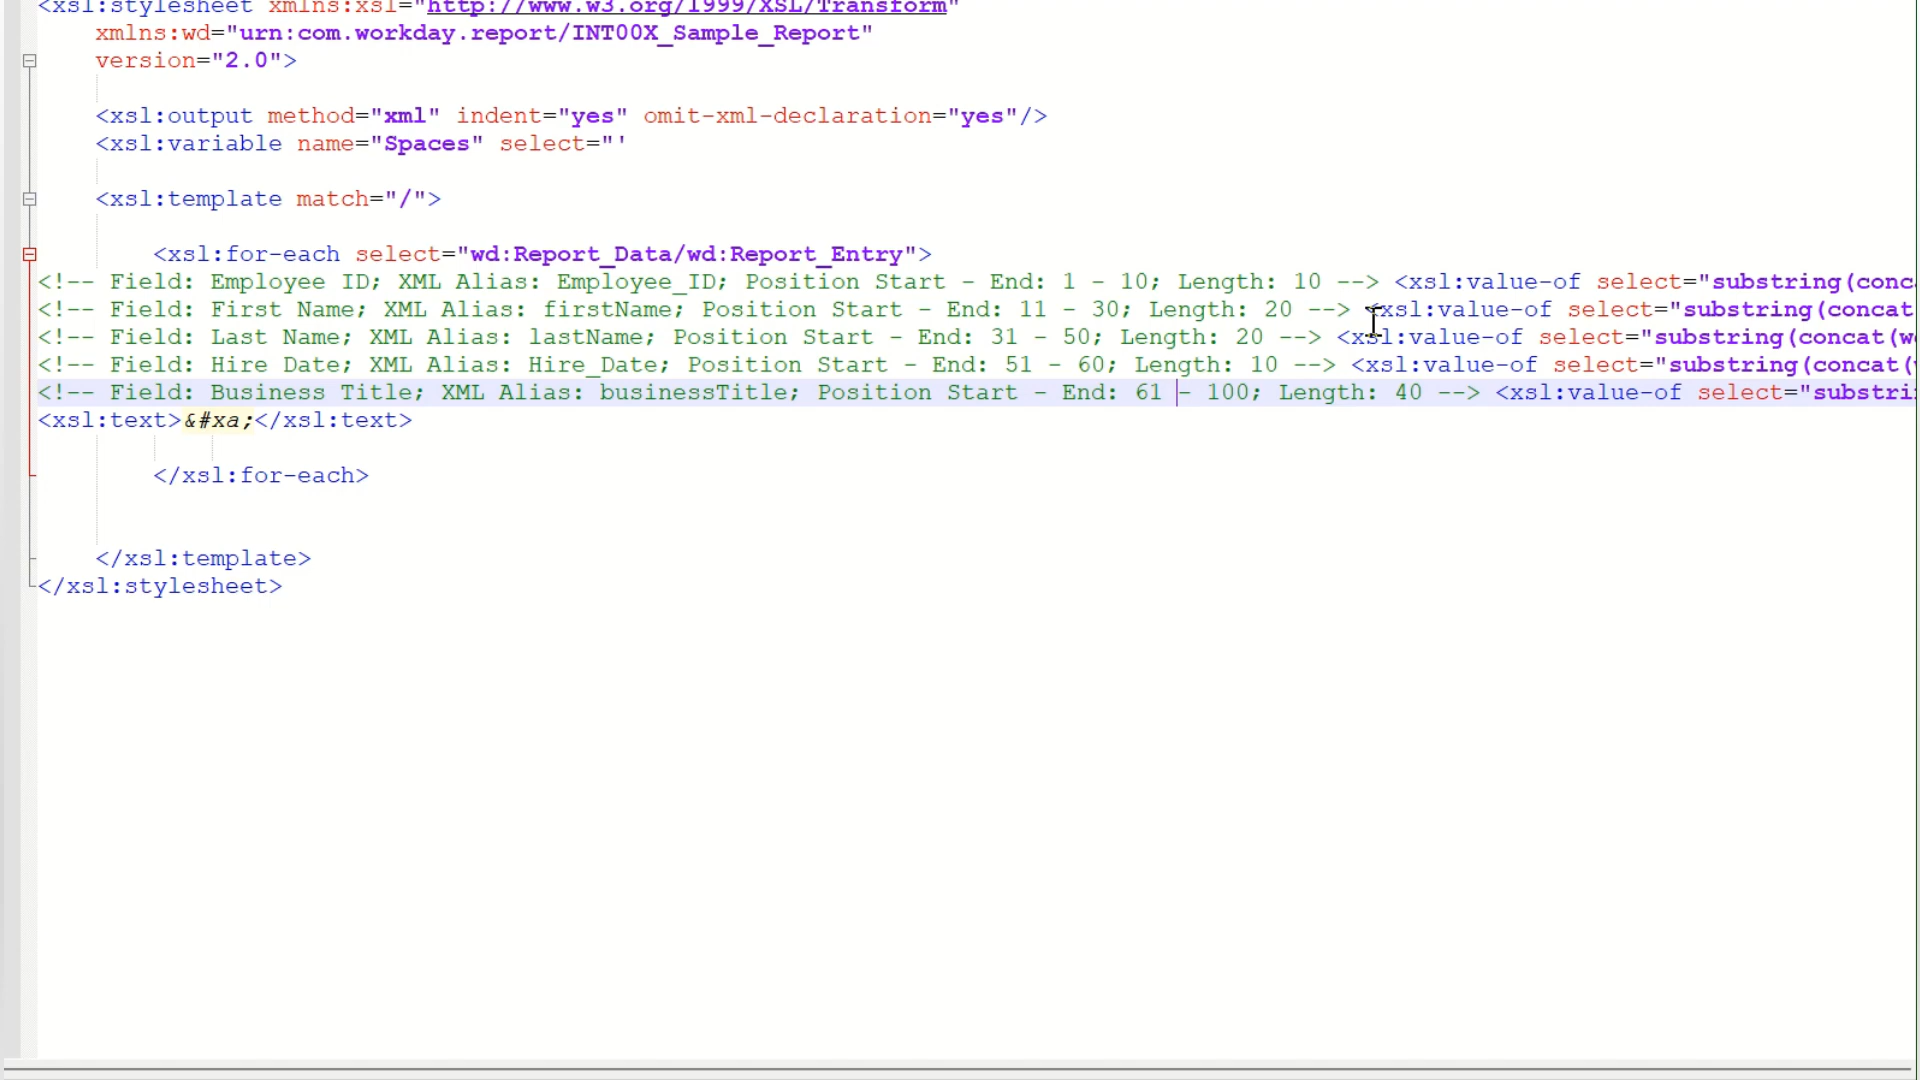 <xsl:stylesheet xmlns:xsl="http://www.w3.org/1999/XSL/Transform"
xmlns:wd="urn:com.workday.report/INT00X_Sample_Report"
version="2.0">
<xsl:output method="xml" indent="yes" omit-xml-declaration="yes"/>
<xsl:variable name="Spaces" select="'
<xsl:template match="/">
<xsl:for-each select="wd:Report_Data/wd:Report_Entry">
<!-- Field: Employee ID; XML Alias: Employee_ID; Position Start - End: 1 - 10; Length: 10 --> <xsl:value-of select="substring(conc
<!-- Field: First Name; XML Alias: firstName; Position Start - End: 11 - 30; Length: 20 --> <xsl:value-of select="substring(concat
<!-- Field: Last Name; XML Alias: lastName; Position Start - End: 31 - 50; Length: 20 --> <xsl:value-of select="substring(concat(w
<!-- Field: Hire Date; XML Alias: Hire_Date; Position Start - End: 51 - 60; Length: 10 --> <xsl:value-of select="substring(concat(
<!-- Field: Business Title; XML Alias: businessTitle; Position Start - End: 61 - 100; Length: 40 --> <xsl:value-of select="substri
<xsl:text>&#xa;</xsl:text>
</xsl:for-each>
</xsl:template>
</xsl:stylesheet>